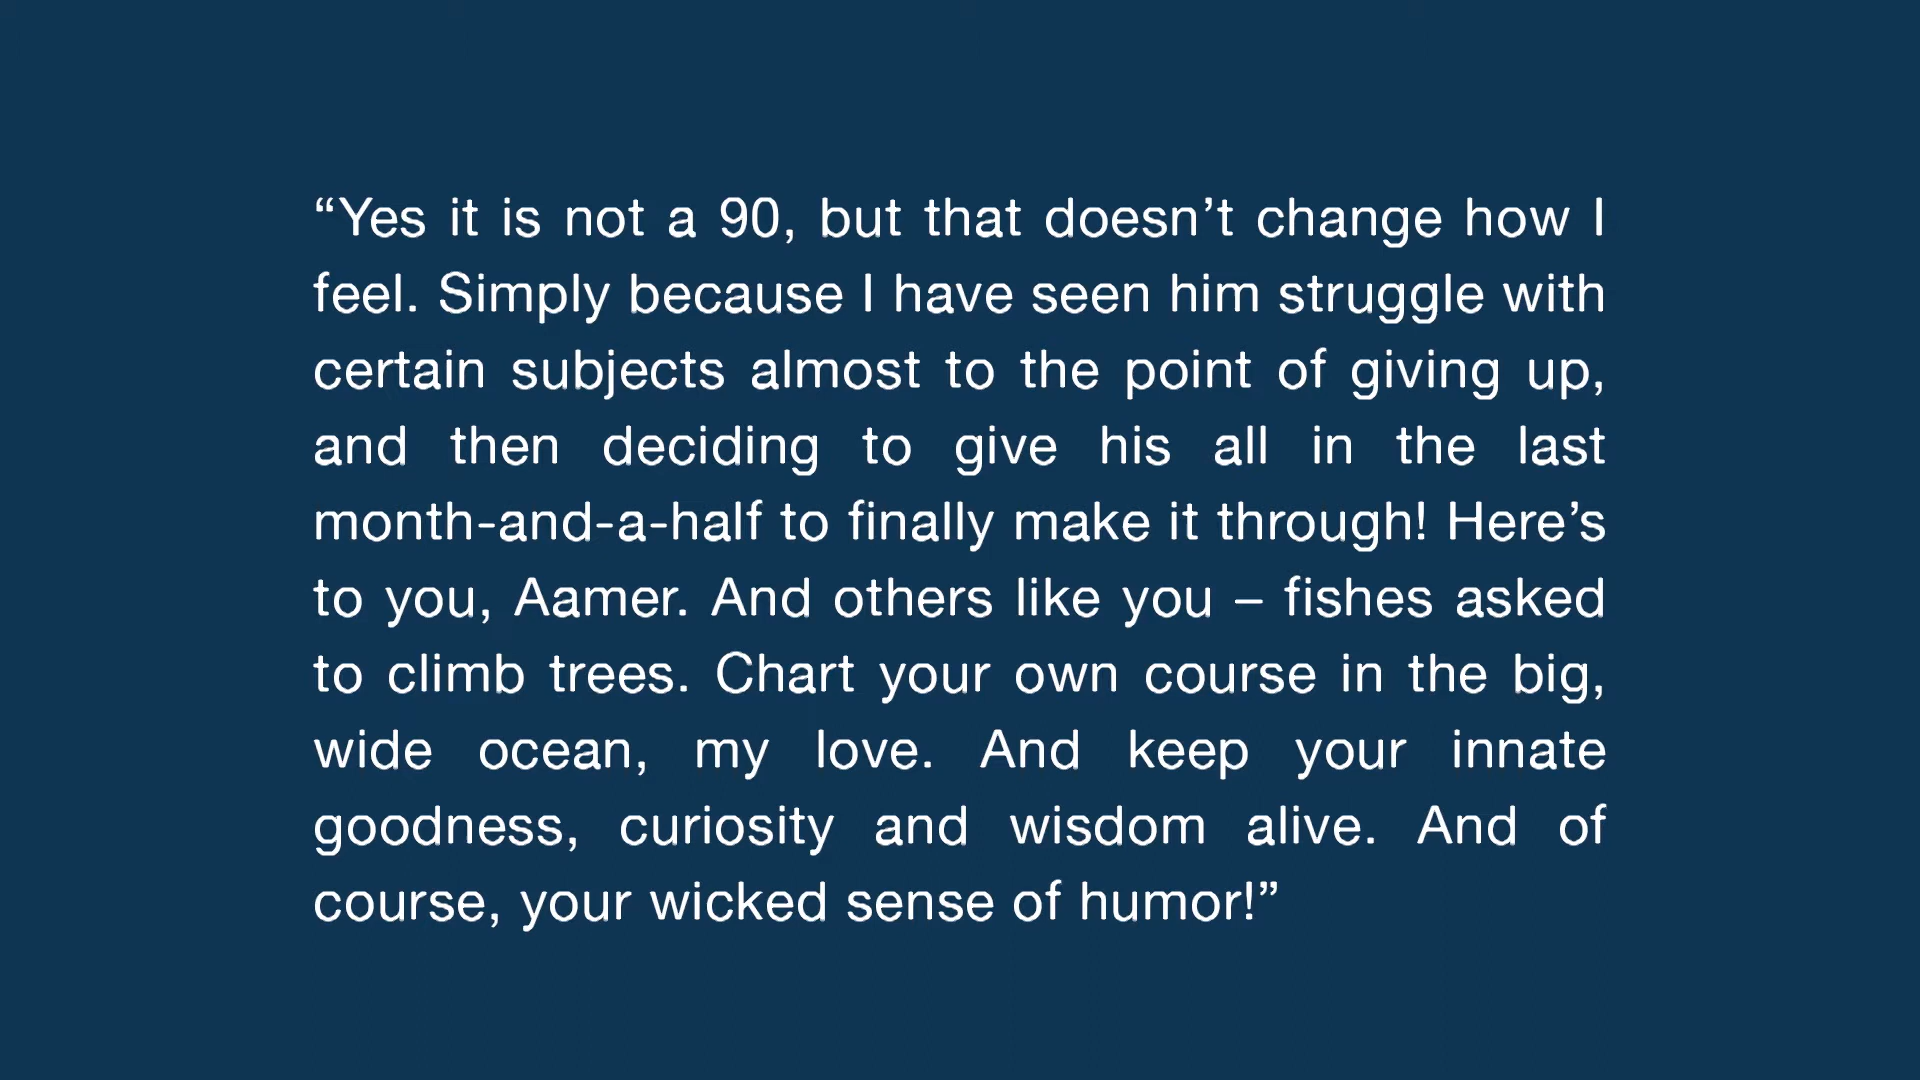 “Yes it is not a 90, but that doesn’t change how I
feel. Simply because I have seen him struggle with
certain subjects almost to the point of giving up,
and then deciding to give his all in the last
month-and-a-half to finally make it through! Here’s
to you, Aamer. And others like you – fishes asked
to climb trees. Chart your own course in the big,
wide ocean, my love. And keep your innate
goodness, curiosity and wisdom alive. And of
course, your wicked sense of humor!”